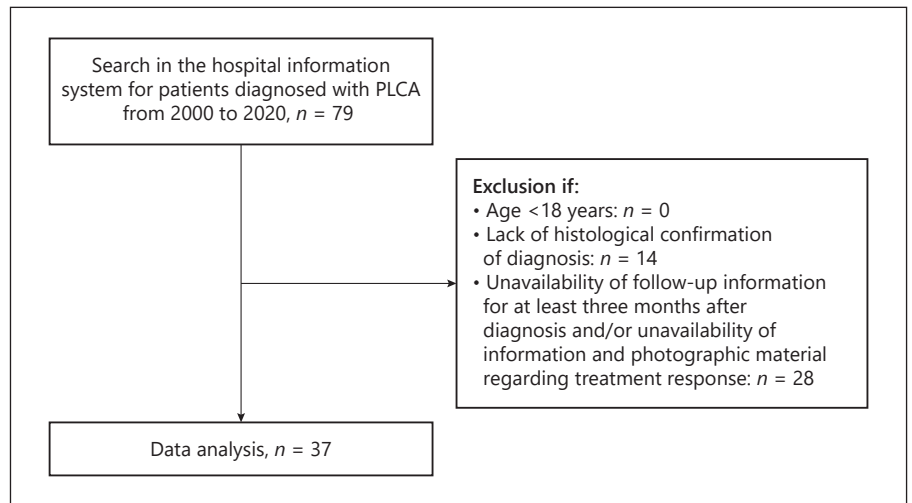 Search in the hospital information
system for patients diagnosed with PLCA
from 2000 to 2020, n = 79
Exclusion if:
• Age <18 years: n = 0
• Lack of histological confirmation
of diagnosis: n = 14
• Unavailability of follow-up information
for at least three months after
diagnosis and/or unavailability of
information and photographic material
regarding treatment response: n = 28
Data analysis, n = 37